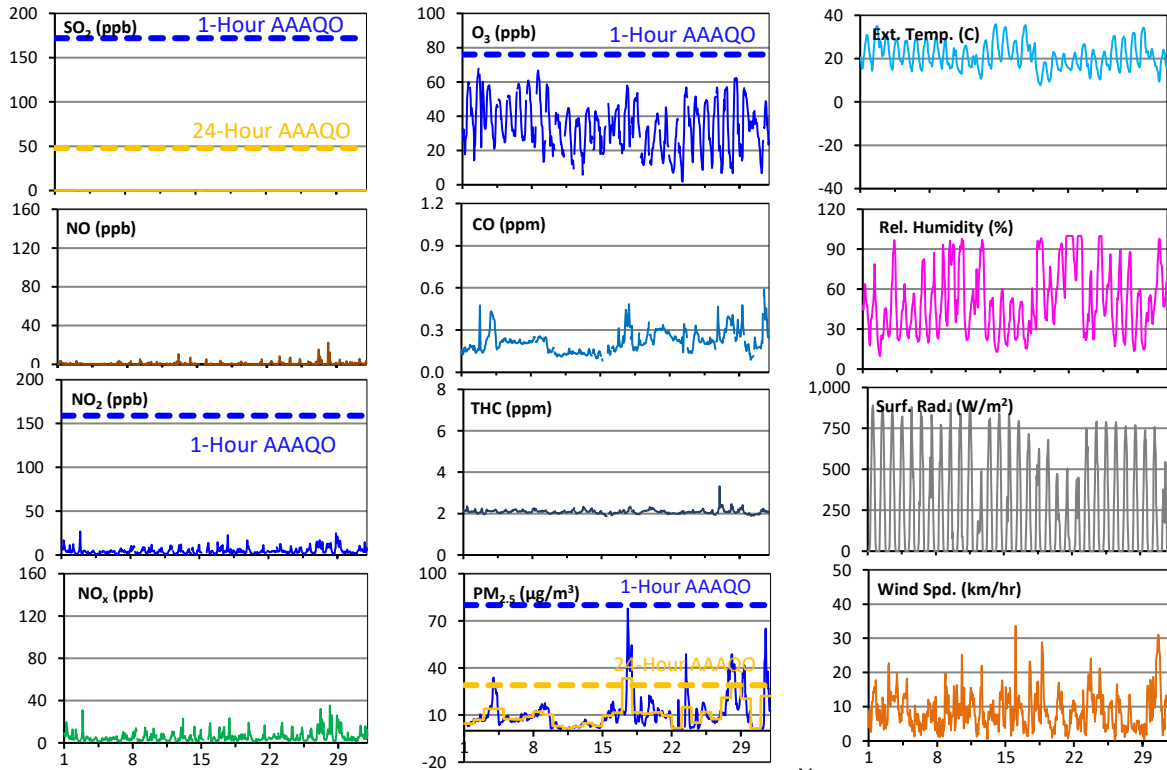 SO₂ (ppb)
1-Hour AAAQO
24-Hour AAAQO
200
150
100
50
0
NO (ppb)
160
120
80
40
0
NO₂ (ppb)
1-Hour AAAQO
200
150
100
50
0
NOₓ (ppb)
160
120
80
40
0
1 8 15 22 29
O₃ (ppb)
1-Hour AAAQO
100
80
60
40
20
0
CO (ppm)
1.2
0.9
0.6
0.3
0.0
THC (ppm)
8
6
4
2
0
PM₂.₅ (µg/m³)
1-Hour AAAQO
24-Hour AAAQO
100
70
40
10
-20
1 8 15 22 29
Ext. Temp. (C)
40
20
0
-20
-40
Rel. Humidity (%)
120
90
60
30
0
Surf. Rad. (W/m²)
1,000
750
500
250
0
Wind Spd. (km/hr)
50
40
30
20
10
0
1 8 15 22 29